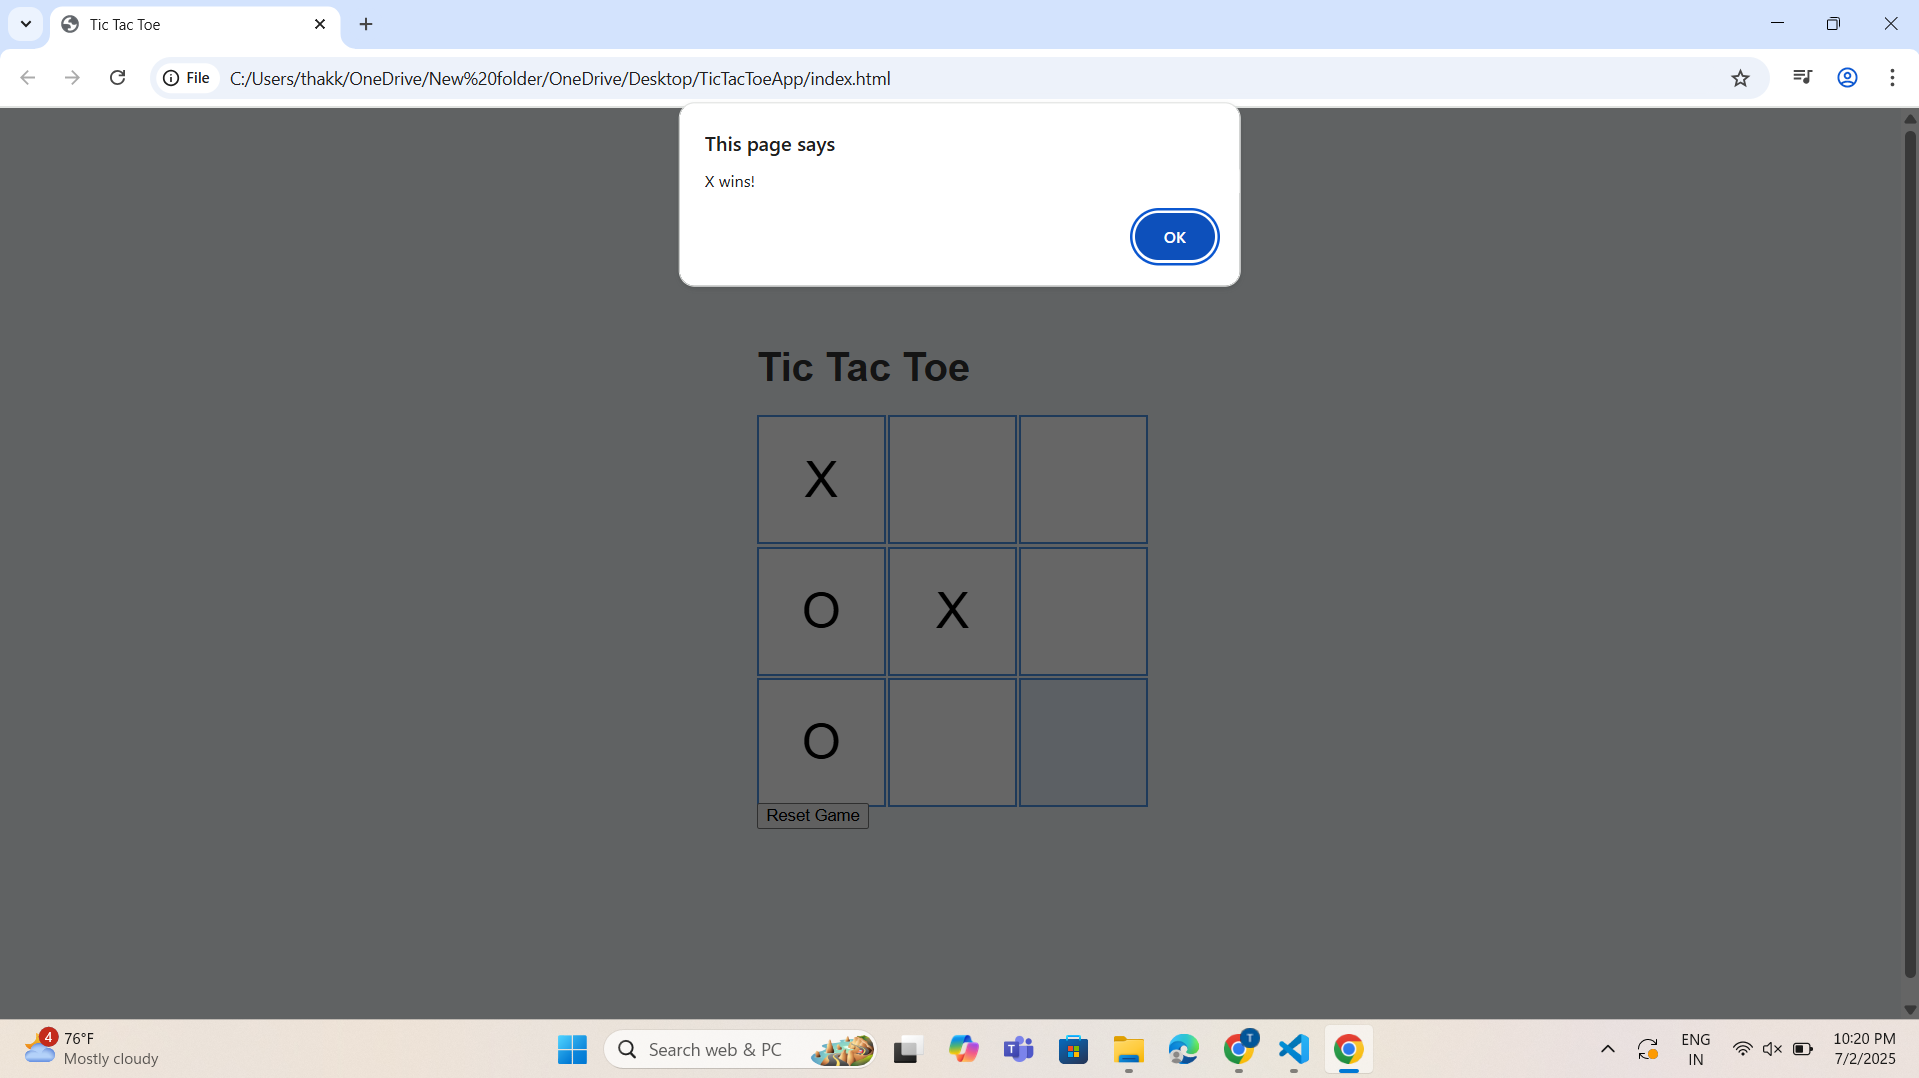 Tic Tac Toe
File
C:/Users/thakk/OneDrive/New%20folder/OneDrive/Desktop/TicTacToeApp/index.html
This page says
X wins!
OK
Tic Tac Toe
X
O X
O
Reset Game
4
76°F
Mostly cloudy
Search web & PC
T
T
ENG
IN
10:20 PM
7/2/2025